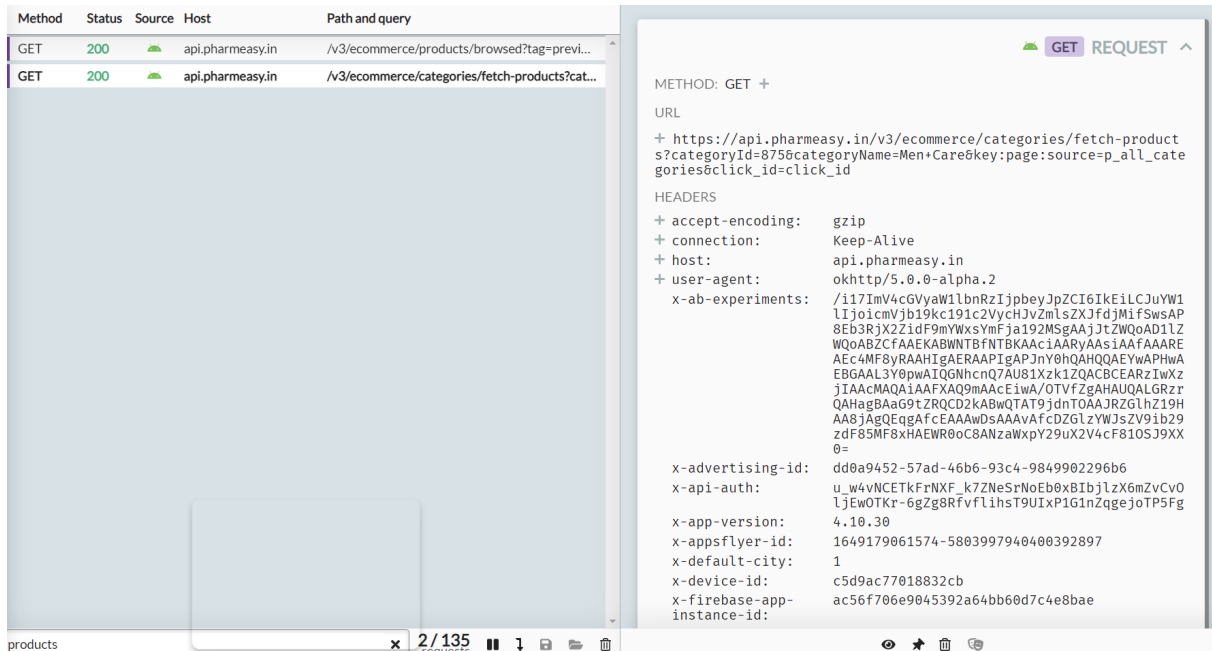 Method Status Source Host Path and query
GET 200 api.pharmeasy.in /v3/ecommerce/products/browsed?tag=previ...
GET 200 api.pharmeasy.in /v3/ecommerce/categories/fetch-products?cat...
products
2 / 135
requests
GET REQUEST
METHOD: GET +
URL
+ https://api.pharmeasy.in/v3/ecommerce/categories/fetch-product
s?categoryId=875&categoryName=Men+Care&key:page:source=p_all_cate
gories&click_id=click_id
HEADERS
+ accept-encoding: gzip
+ connection: Keep-Alive
+ host: api.pharmeasy.in
+ user-agent: okhttp/5.0.0-alpha.2
x-ab-experiments: /i17ImV4cGVyaW1lbnRzIjpbeyJpZCI6IkEiLCJuYW1
lIjoicmVjb19kc191c2VycHJvZmlsZXJfdjMifSwsAP
8Eb3RjX2ZidF9mYWxsYmFja192MSgAAjJtZWQoAD1lZ
WQoABZCfAAEKABWNTBfNTBKAAciAARyAAsiAAfAAARE
AEc4MF8yRAAHIgAERAAPIgAPJnY0hQAHQQAEYwAPHwA
EBGAAL3Y0pwAIQGNhcnQ7AU81Xzk1ZQACBCEARzIwXz
jIAAcMAQAiAAFXAQ9mAAcEiwA/OTVfZgAHAUQALGRzr
QAHagBAaG9tZRQCD2kABwQTAT9jdnTOAAJRZGlhZ19H
AA8jAgQEqgAfcEAAAwDsAAAvAfcDZGlzYWJsZV9ib29
zdF85MF8xHAEWR0oC8ANzaWxpY29uX2V4cF81OSJ9XX
0=
x-advertising-id: dd0a9452-57ad-46b6-93c4-9849902296b6
x-api-auth: u_w4vNCETkFrNXF_k7ZNeSrNoEb0xBIbjlzX6mZvCvO
ljEwOTKr-6gZg8RfvflihsT9UIxP1G1nZqgejoTP5Fg
x-app-version: 4.10.30
x-appsflyer-id: 1649179061574-5803997940400392897
x-default-city: 1
x-device-id: c5d9ac77018832cb
x-firebase-app- ac56f706e9045392a64bb60d7c4e8bae
instance-id: